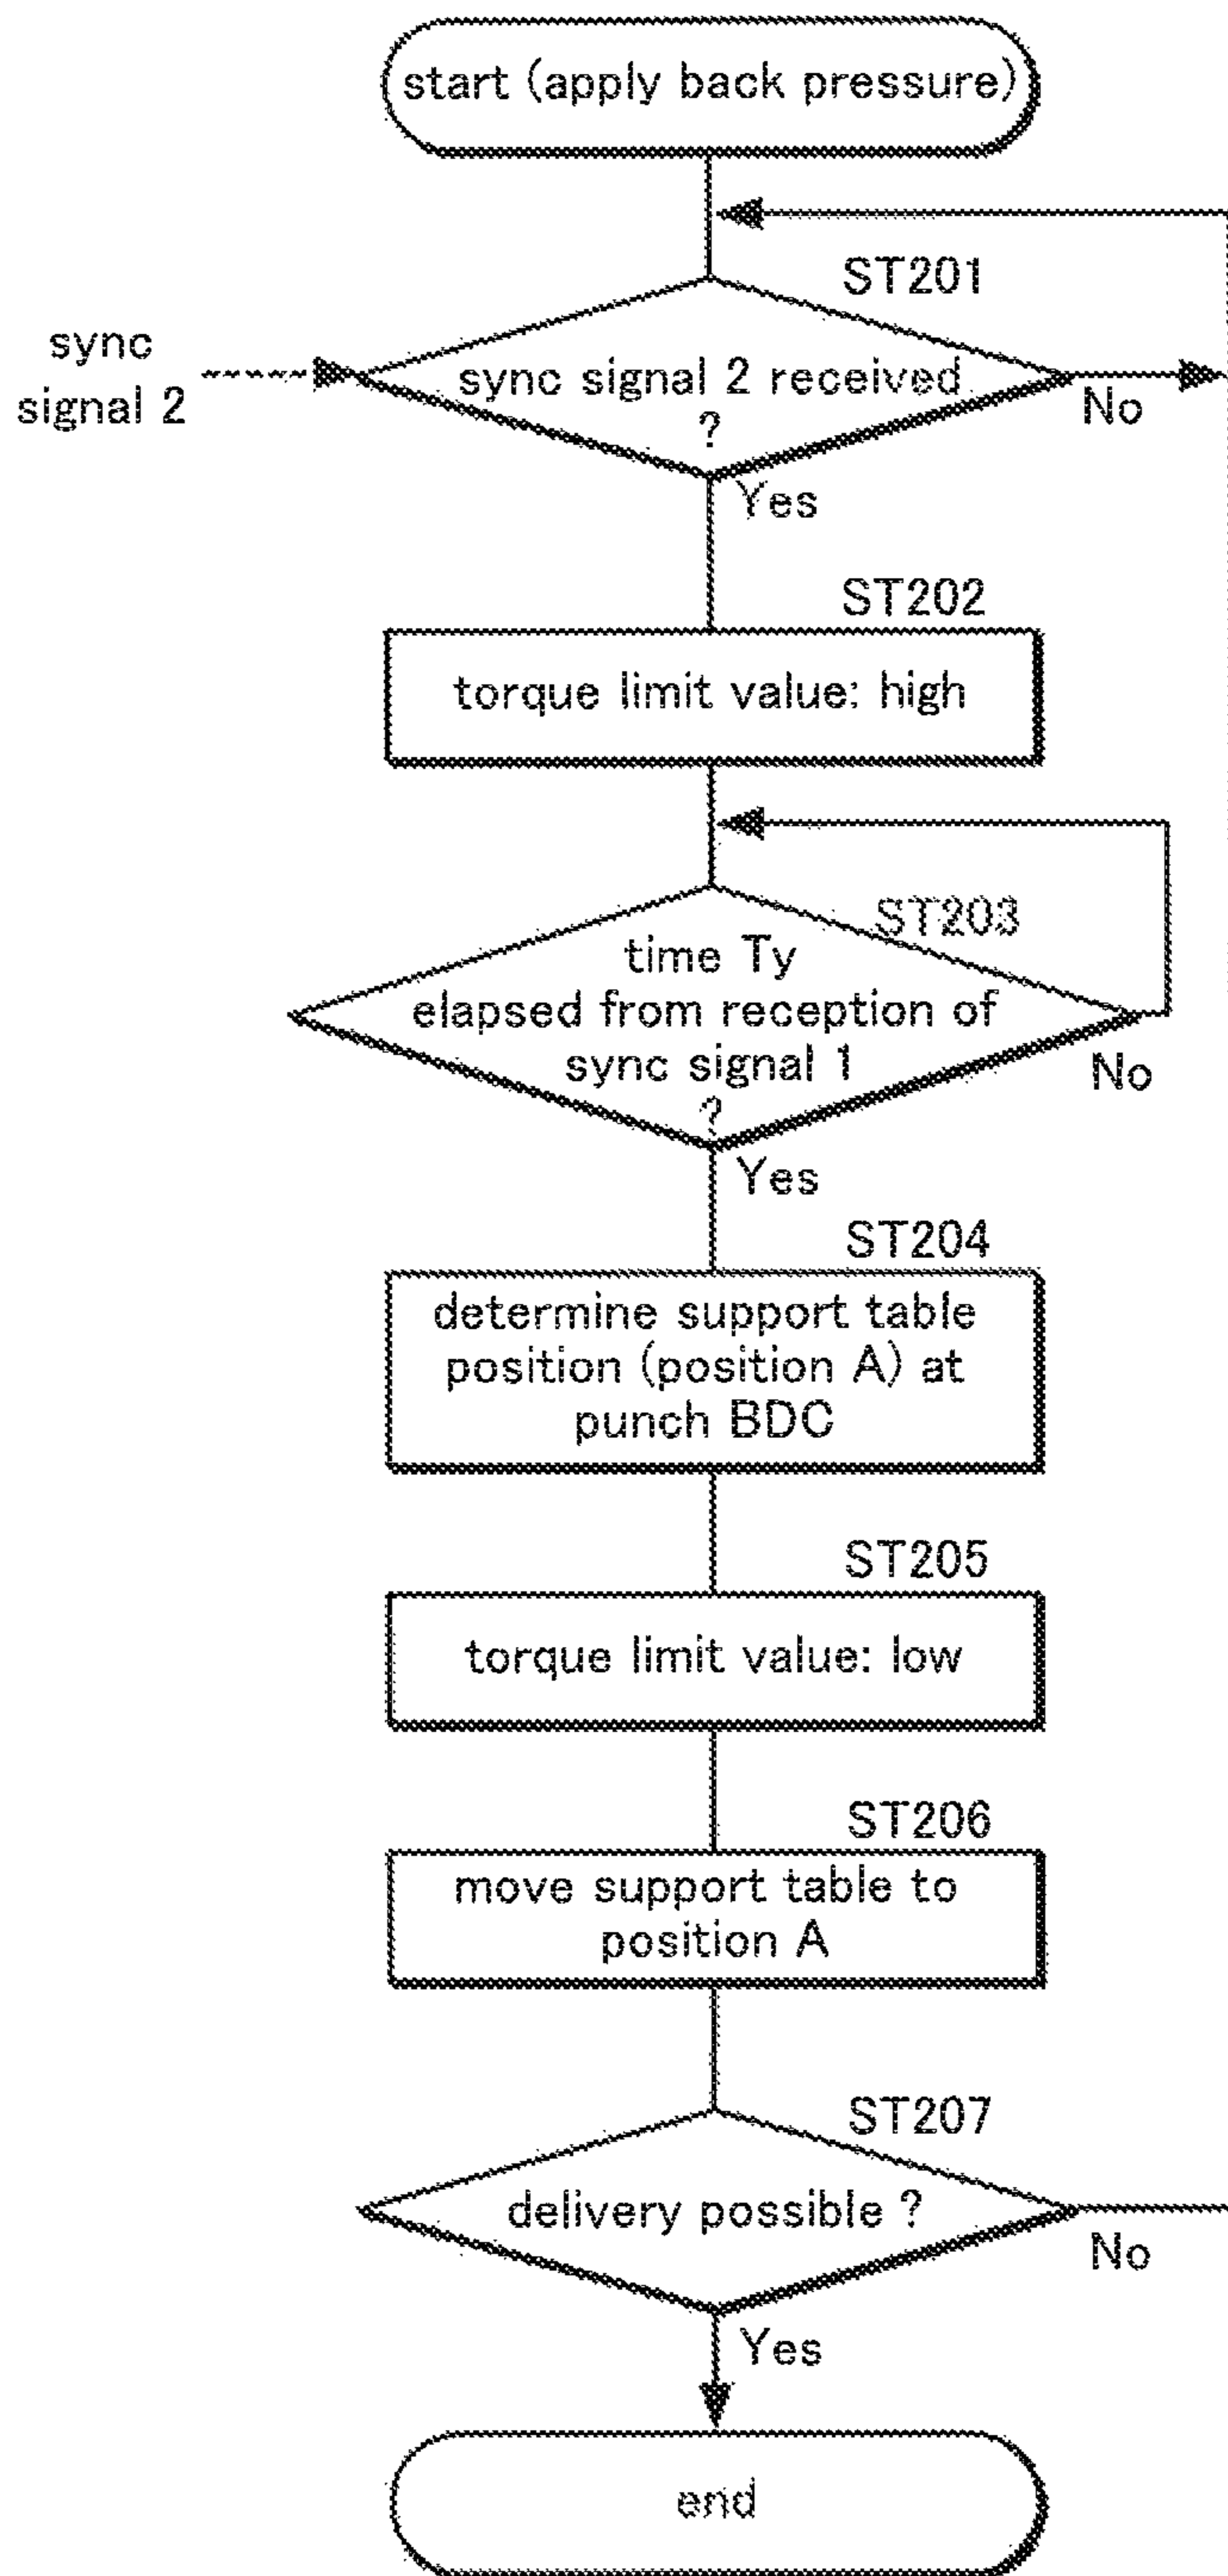 start (apply back pressure)
ST201
sync
signal 2
sync signal 2 received
?
No
Yes
ST202
torque limit value: high
ST203
time Ty
elapsed from reception of
sync signal 1
?
No
Yes
ST204
determine support table
position (position A) at
punch BDC
ST205
torque limit value: low
ST206
move support table to
position A
ST207
delivery possible ?
No
Yes
end